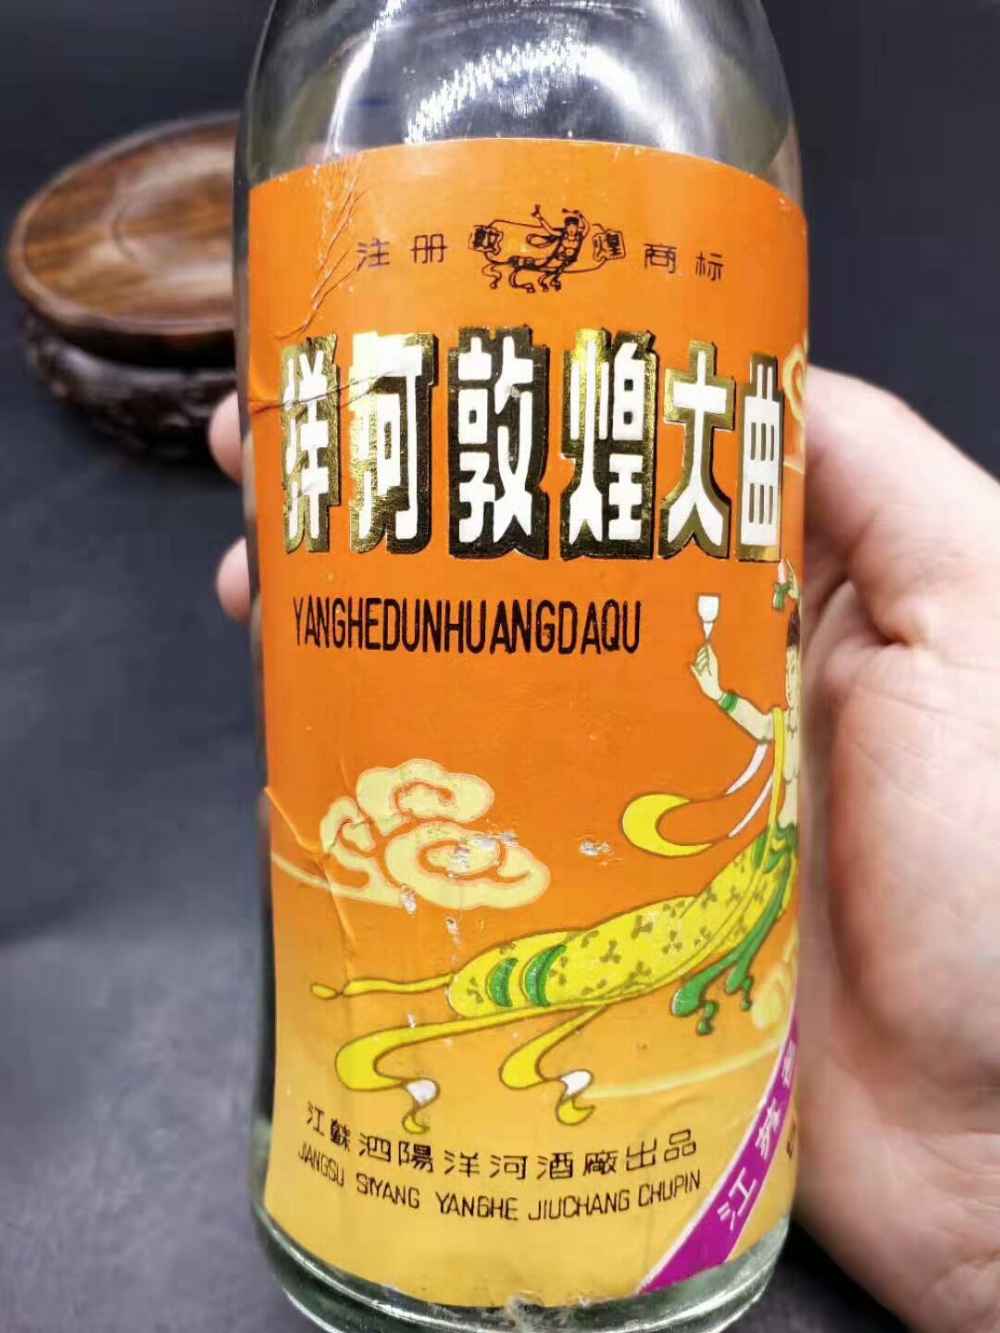 注册 敦煌 商标
洋河敦煌大曲
YANGHEDUNHUANGDAQU
江蘇泗陽洋河酒廠出品
JIANGSU SIYANG YANGHE JIUCHANG CHUPIN
江苏